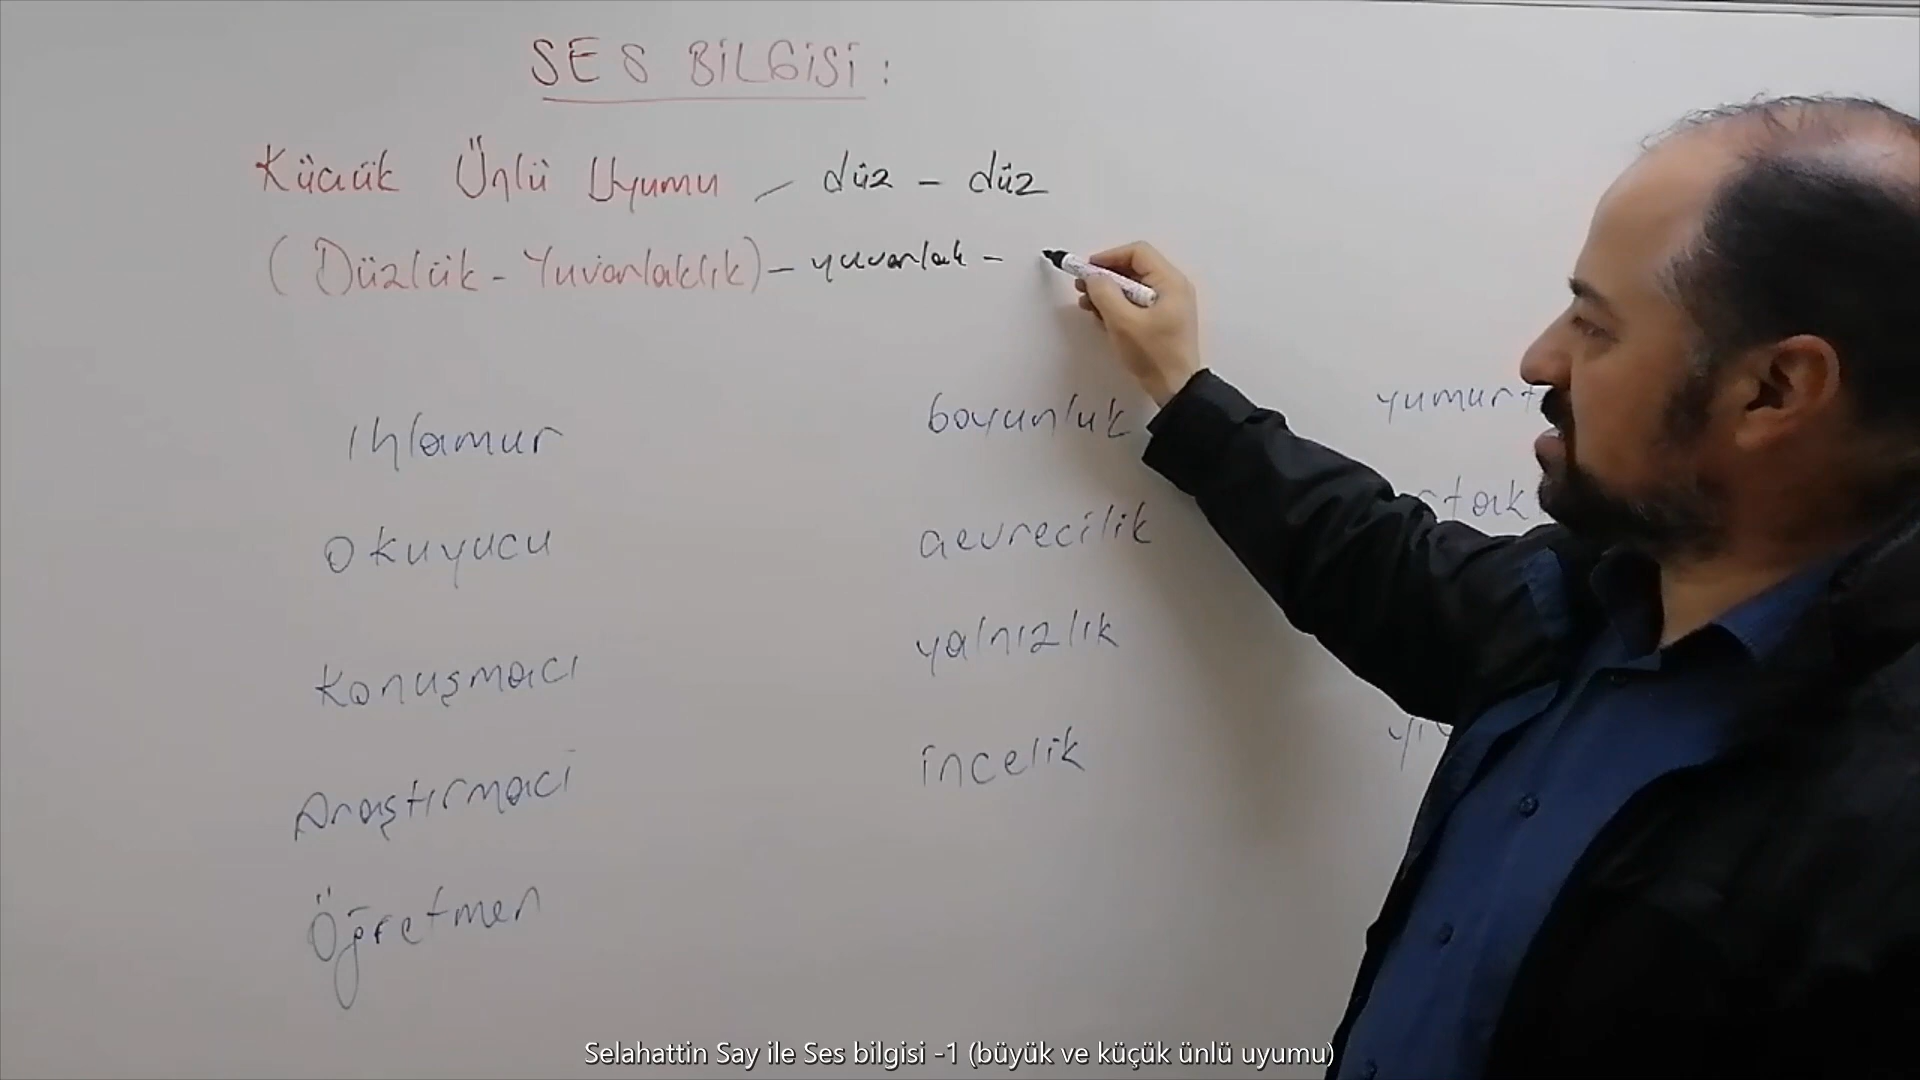 SES BİLGİSİ :
Küçük Ünlü Uyumu – düz – düz
(Düzlük - Yuvarlaklık) – yuvarlak –
ıhlamur
okuyucu
konuşmacı
Araştırmacı
Öğretmen
boyunluk
çevrecilik
yalnızlık
incelik
Selahattin Say ile Ses bilgisi -1 (büyük ve küçük ünlü uyumu)